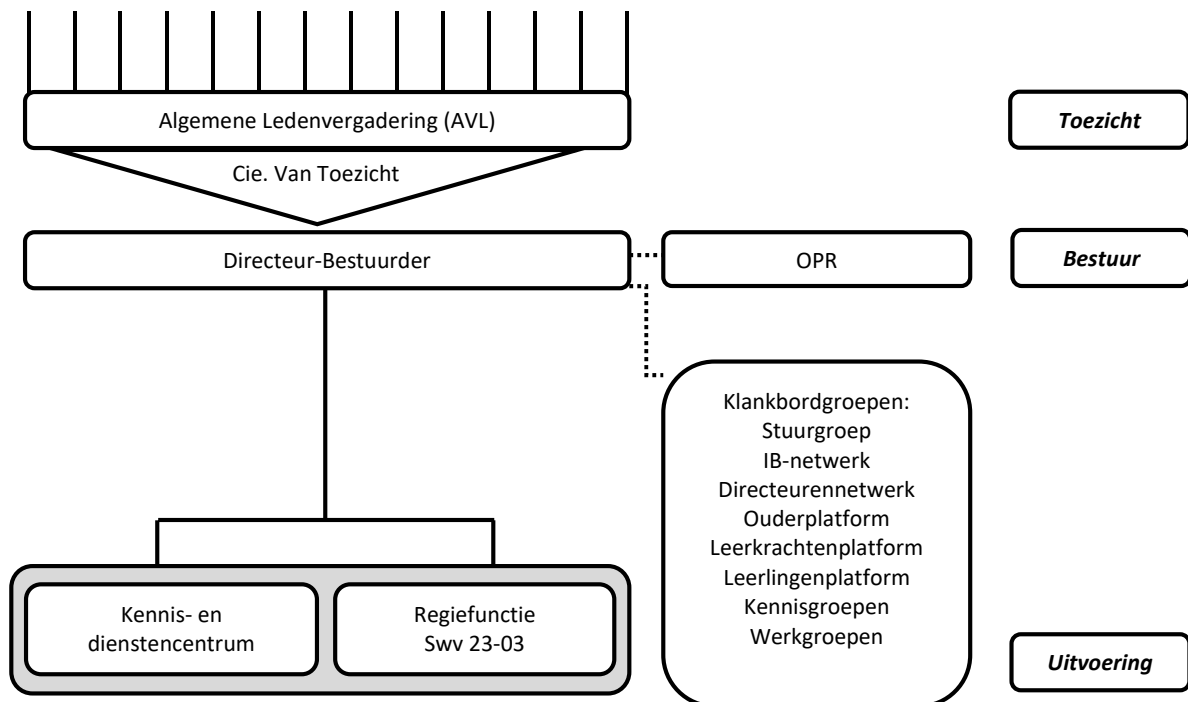 Algemene Ledenvergadering (AVL)
Toezicht
Cie. Van Toezicht
Directeur-Bestuurder
OPR
Bestuur
Klankbordgroepen:
Stuurgroep
IB-netwerk
Directeurennetwerk
Ouderplatform
Leerkrachtenplatform
Leerlingenplatform
Kennisgroepen
Werkgroepen
Kennis- en
dienstencentrum
Regiefunctie
Swv 23-03
Uitvoering